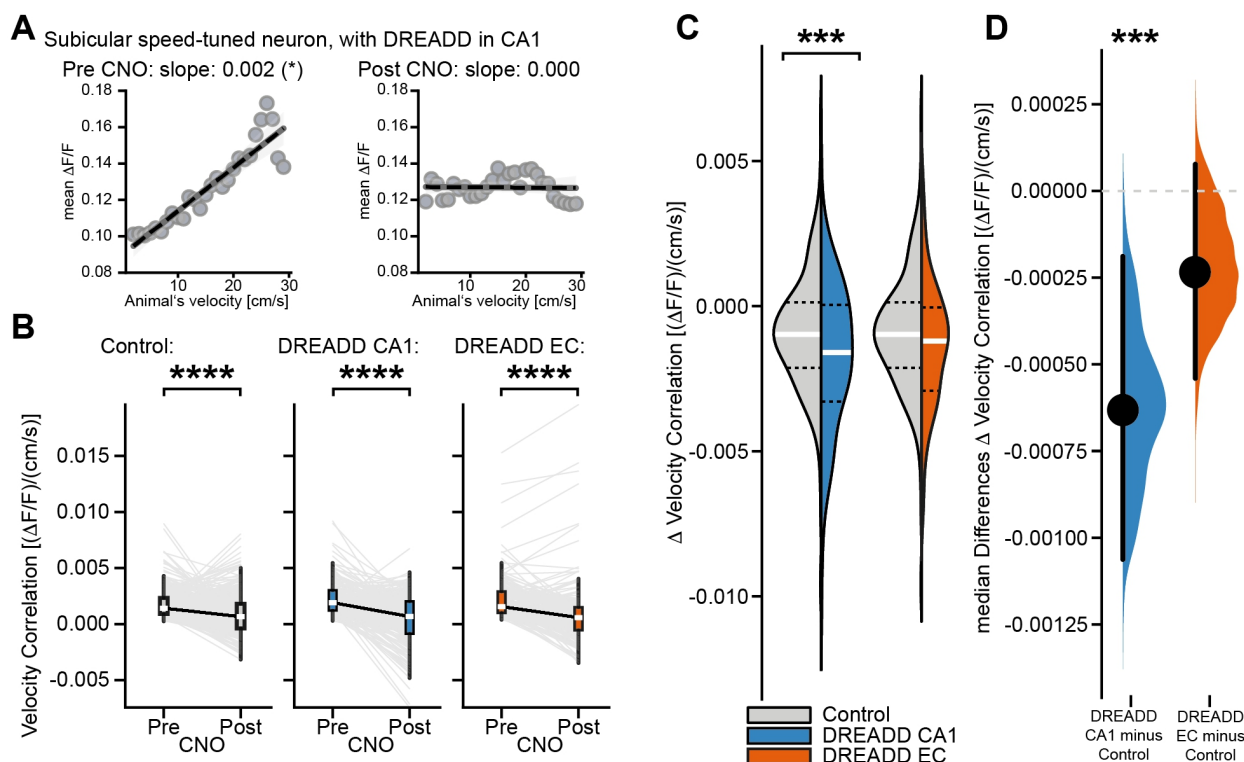 A
Subicular speed-tuned neuron, with DREADD in CA1
Pre CNO: slope: 0.002 (*)
mean ΔF/F
0.18
0.16
0.14
0.12
0.10
0.08
10
20
30
Animal's velocity [cm/s]
Post CNO: slope: 0.000
mean ΔF/F
0.18
0.16
0.14
0.12
0.10
0.08
10
20
30
Animal's velocity [cm/s]
B
Control:
DREADD CA1:
DREADD EC:
****
****
****
Velocity Correlation [(ΔF/F)/(cm/s)]
0.015
0.010
0.005
0.000
-0.005
Pre
Post
CNO
Pre
Post
CNO
Pre
Post
CNO
C
***
Δ Velocity Correlation [(ΔF/F)/(cm/s)]
0.005
0.000
-0.005
-0.010
Control
DREADD CA1
DREADD EC
D
***
median Differences Δ Velocity Correlation [(ΔF/F)/(cm/s)]
0.00025
0.00000
-0.00025
-0.00050
-0.00075
-0.00100
-0.00125
DREADD
CA1 minus
Control
DREADD
EC minus
Control